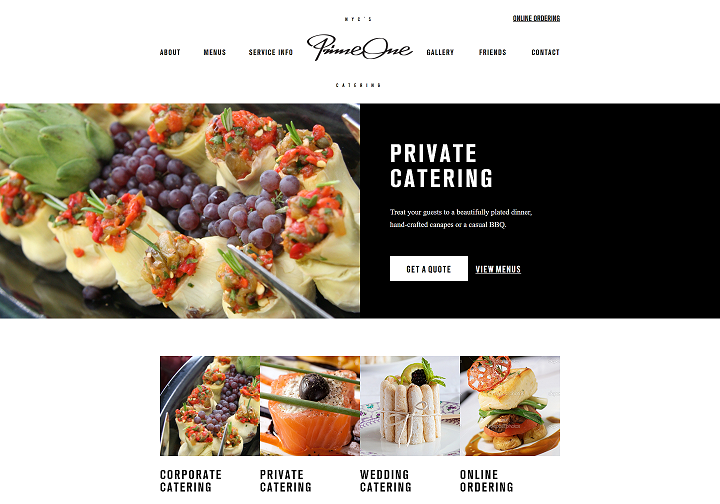 NYC'S
ONLINE ORDERING
ABOUT
MENUS
SERVICE INFO
PrimeOne
GALLERY
FRIENDS
CONTACT
CATERING
PRIVATE
CATERING
Treat your guests to a beautifully plated dinner,
hand-crafted canapes or a casual BBQ.
GET A QUOTE
VIEW MENUS
CORPORATE
CATERING
PRIVATE
CATERING
WEDDING
CATERING
ONLINE
ORDERING